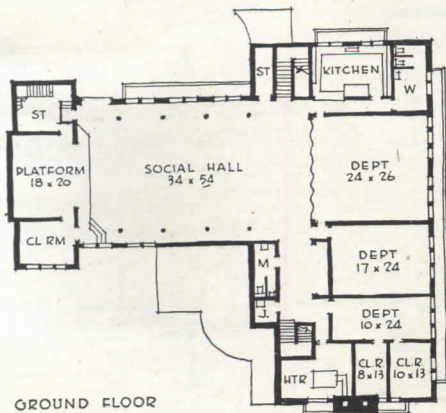 ST
KITCHEN
W
ST
PLATFORM
18 x 20
SOCIAL HALL
34 x 54
DEPT
24 x 26
CL RM
M
DEPT
17 x 24
J.
DEPT
10 x 24
HTR
CL.R.
8 x 13
CL.R.
10 x 13
GROUND FLOOR